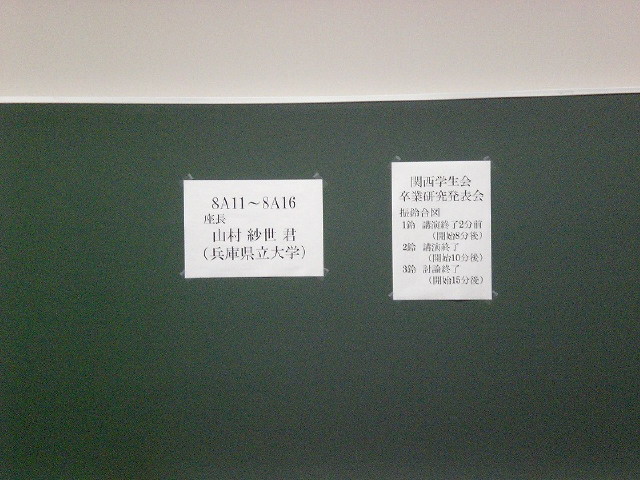 8A11～8A16
座長
山村 紗世 君
(兵庫県立大学)
関西学生会
卒業研究発表会
振鈴合図
1鈴 講演終了2分前
(開始8分後)
2鈴 講演終了
(開始10分後)
3鈴 討論終了
(開始15分後)